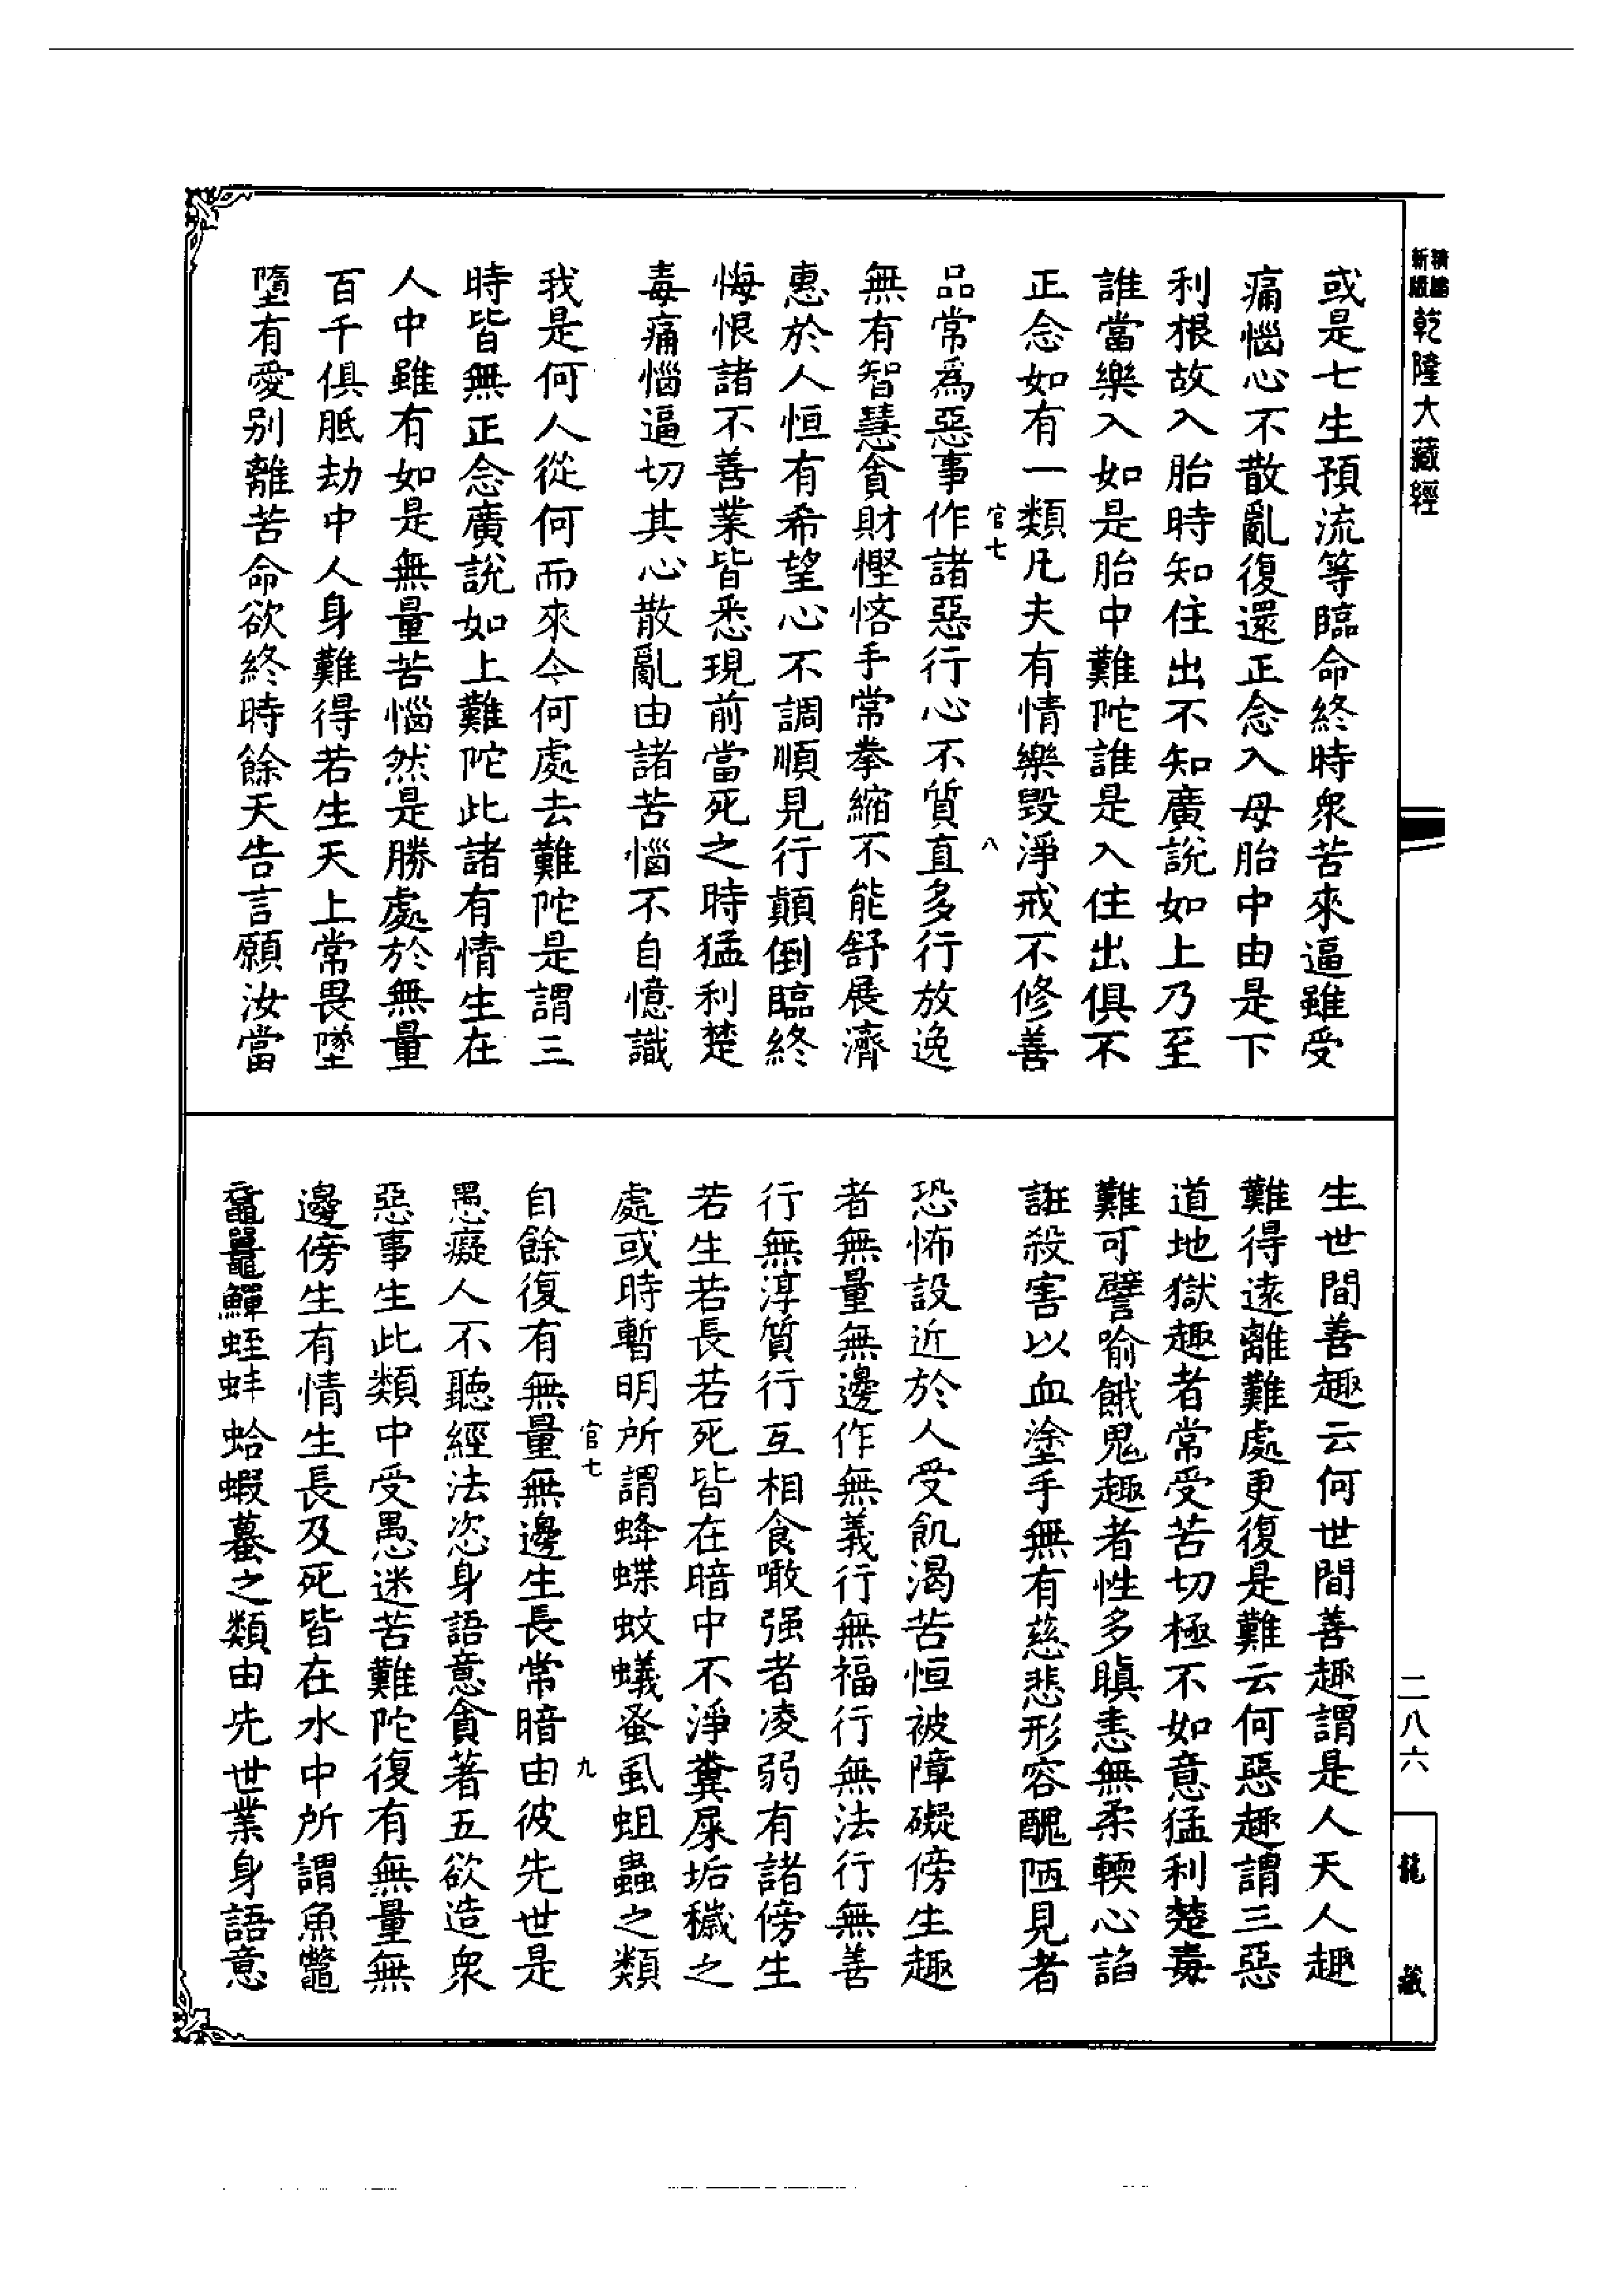 新版
精縮
乾隆大藏經
或是七生預流等臨命終時衆苦來逼雖受
痛惱心不散亂復還正念入母胎中由是下
利根故入胎時知住出不知廣說如上乃至
誰當樂入如是胎中難陀誰是入住出俱不
正念如有一類凡夫有情樂毀淨戒不修善
官七
八
品常爲惡事作諸惡行心不質直多行放逸
無有智慧貪財慳悋手常拳縮不能舒展濟
惠於人恒有希望心不調順見行顛倒臨終
悔恨諸不善業皆悉現前當死之時猛利楚
毒痛惱逼切其心散亂由諸苦惱不自憶識
我是何人從何而來今何處去難陀是謂三
時皆無正念廣說如上難陀此諸有情生在
人中雖有如是無量苦惱然是勝處於無量
百千俱胝劫中人身難得若生天上常畏墜
墮有愛别離苦命欲終時餘天告言願汝當
生世間善趣云何世間善趣謂是人天人趣
難得遠離難處更復是難云何惡趣謂三惡
道地獄趣者常受苦切極不如意猛利楚毒
難可譬喻餓鬼趣者性多瞋恚無柔輭心諂
誑殺害以血塗手無有慈悲形容醜陋見者
恐怖設近於人受飢渴苦恒被障礙傍生趣
者無量無邊作無義行無福行無法行無善
行無淳質行互相食噉强者凌弱有諸傍生
若生若長若死皆在暗中不淨糞屎垢穢之
處或時暫明所謂蜂蝶蚊蟻蚤虱蛆蟲之類
官七
九
自餘復有無量無邊生長常暗由彼先世是
愚癡人不聽經法恣身語意貪著五欲造衆
惡事生此類中受愚迷苦難陀復有無量無
邊傍生有情生長及死皆在水中所謂魚鼈
黿鼉鱓蛭蚌蛤蝦蟇之類由先世業身語意
二八六
龍藏